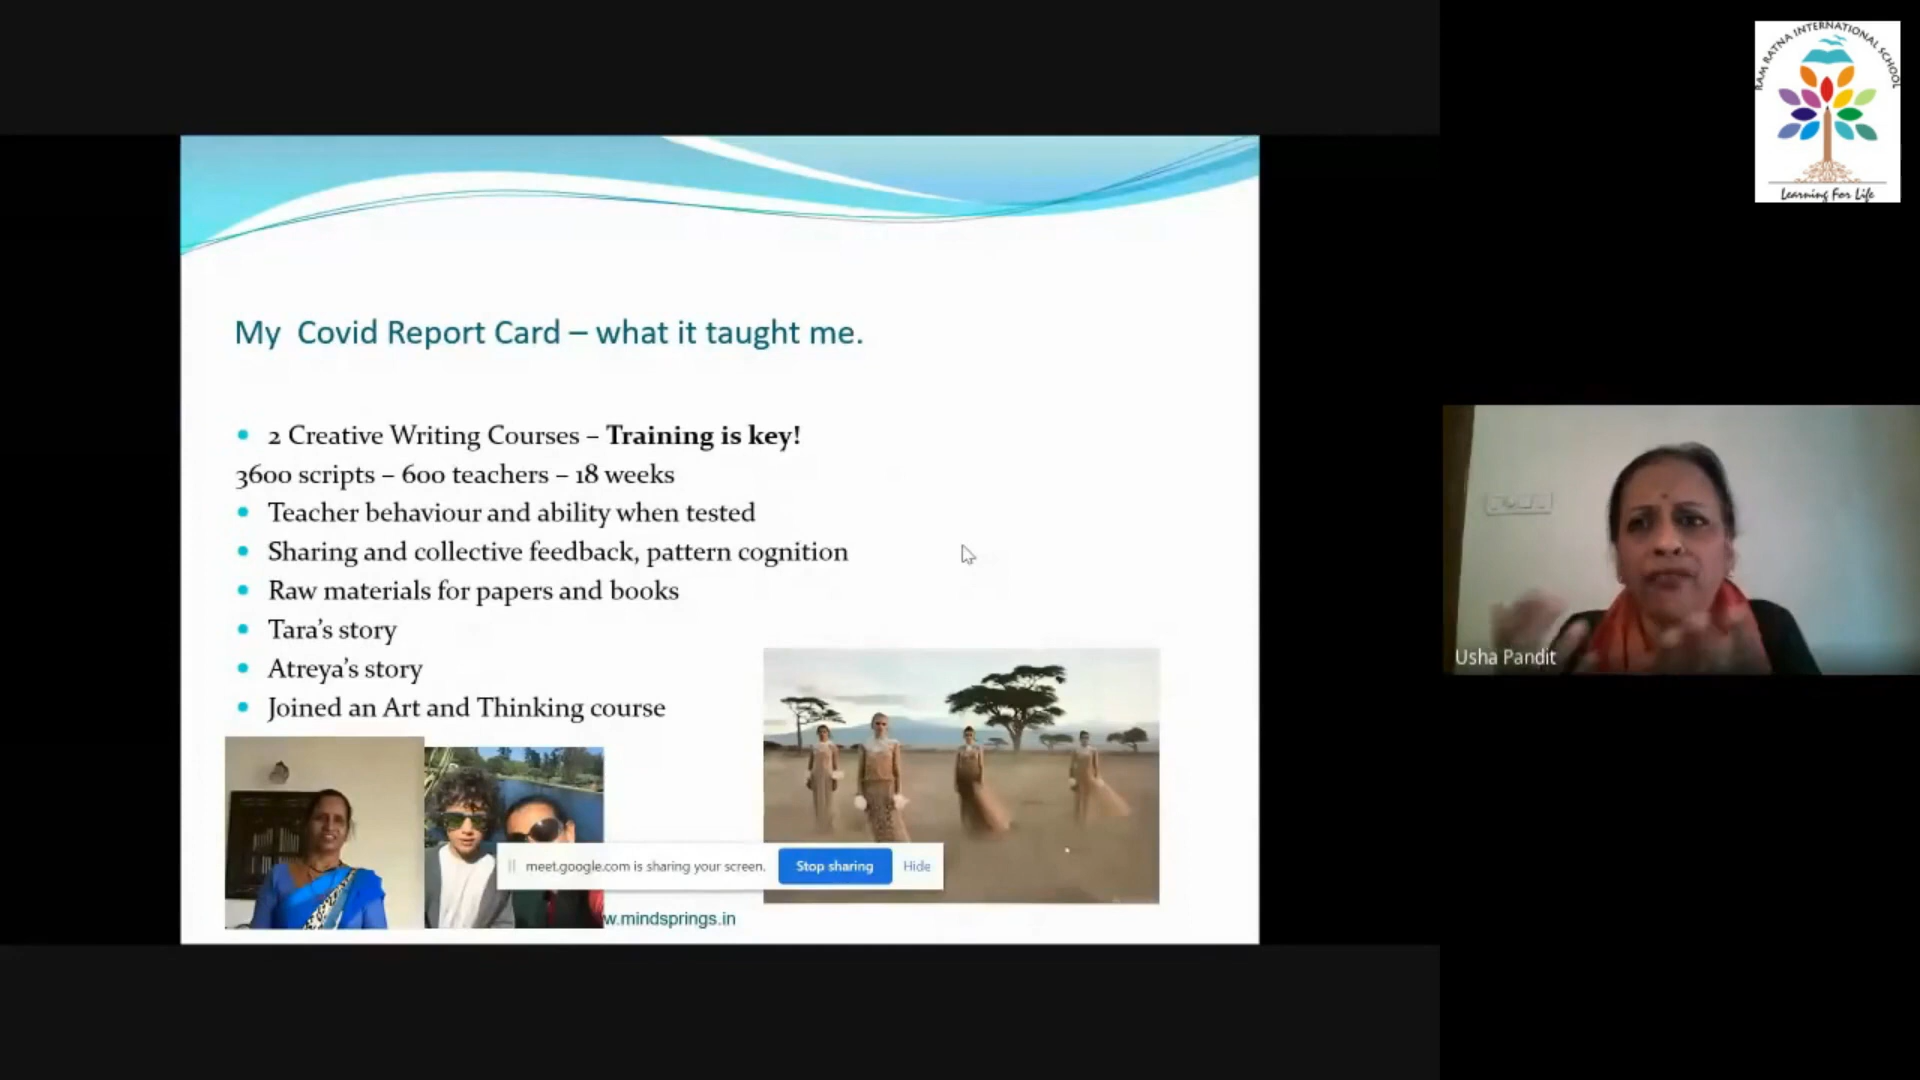 RAM RATNA INTERNATIONAL SCHOOL
Learning For Life
My Covid Report Card – what it taught me.
2 Creative Writing Courses – Training is key!
3600 scripts – 600 teachers – 18 weeks
Teacher behaviour and ability when tested
Sharing and collective feedback, pattern cognition
Raw materials for papers and books
Tara's story
Atreya's story
Joined an Art and Thinking course
Usha Pandit
meet.google.com is sharing your screen. Stop sharing Hide
w.mindsprings.in